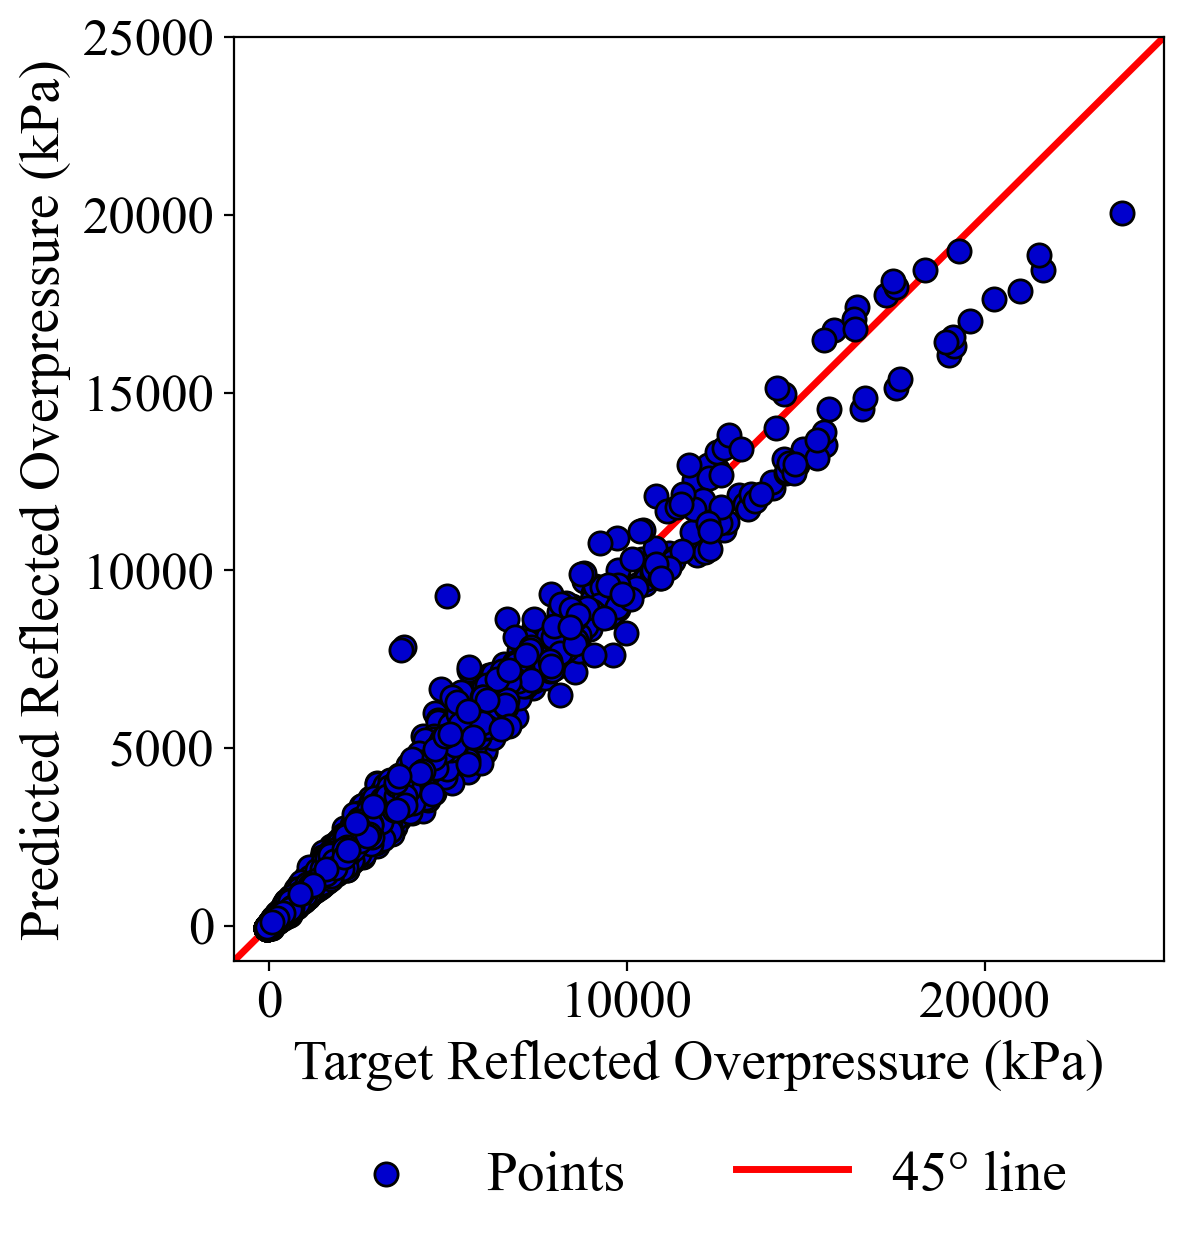 25000
20000
15000
10000
5000
0
Predicted Reflected Overpressure (kPa)
0 10000 20000
Target Reflected Overpressure (kPa)
Points 45° line